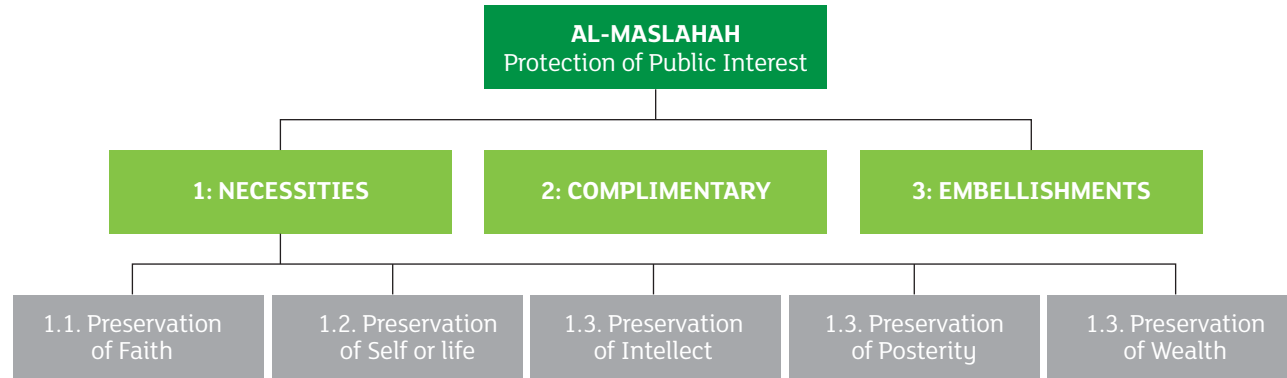 AL-MASLAHAH
Protection of Public Interest
1: NECESSITIES
2: COMPLIMENTARY
3: EMBELLISHMENTS
1.1. Preservation
of Faith
1.2. Preservation
of Self or life
1.3. Preservation
of Intellect
1.3. Preservation
of Posterity
1.3. Preservation
of Wealth